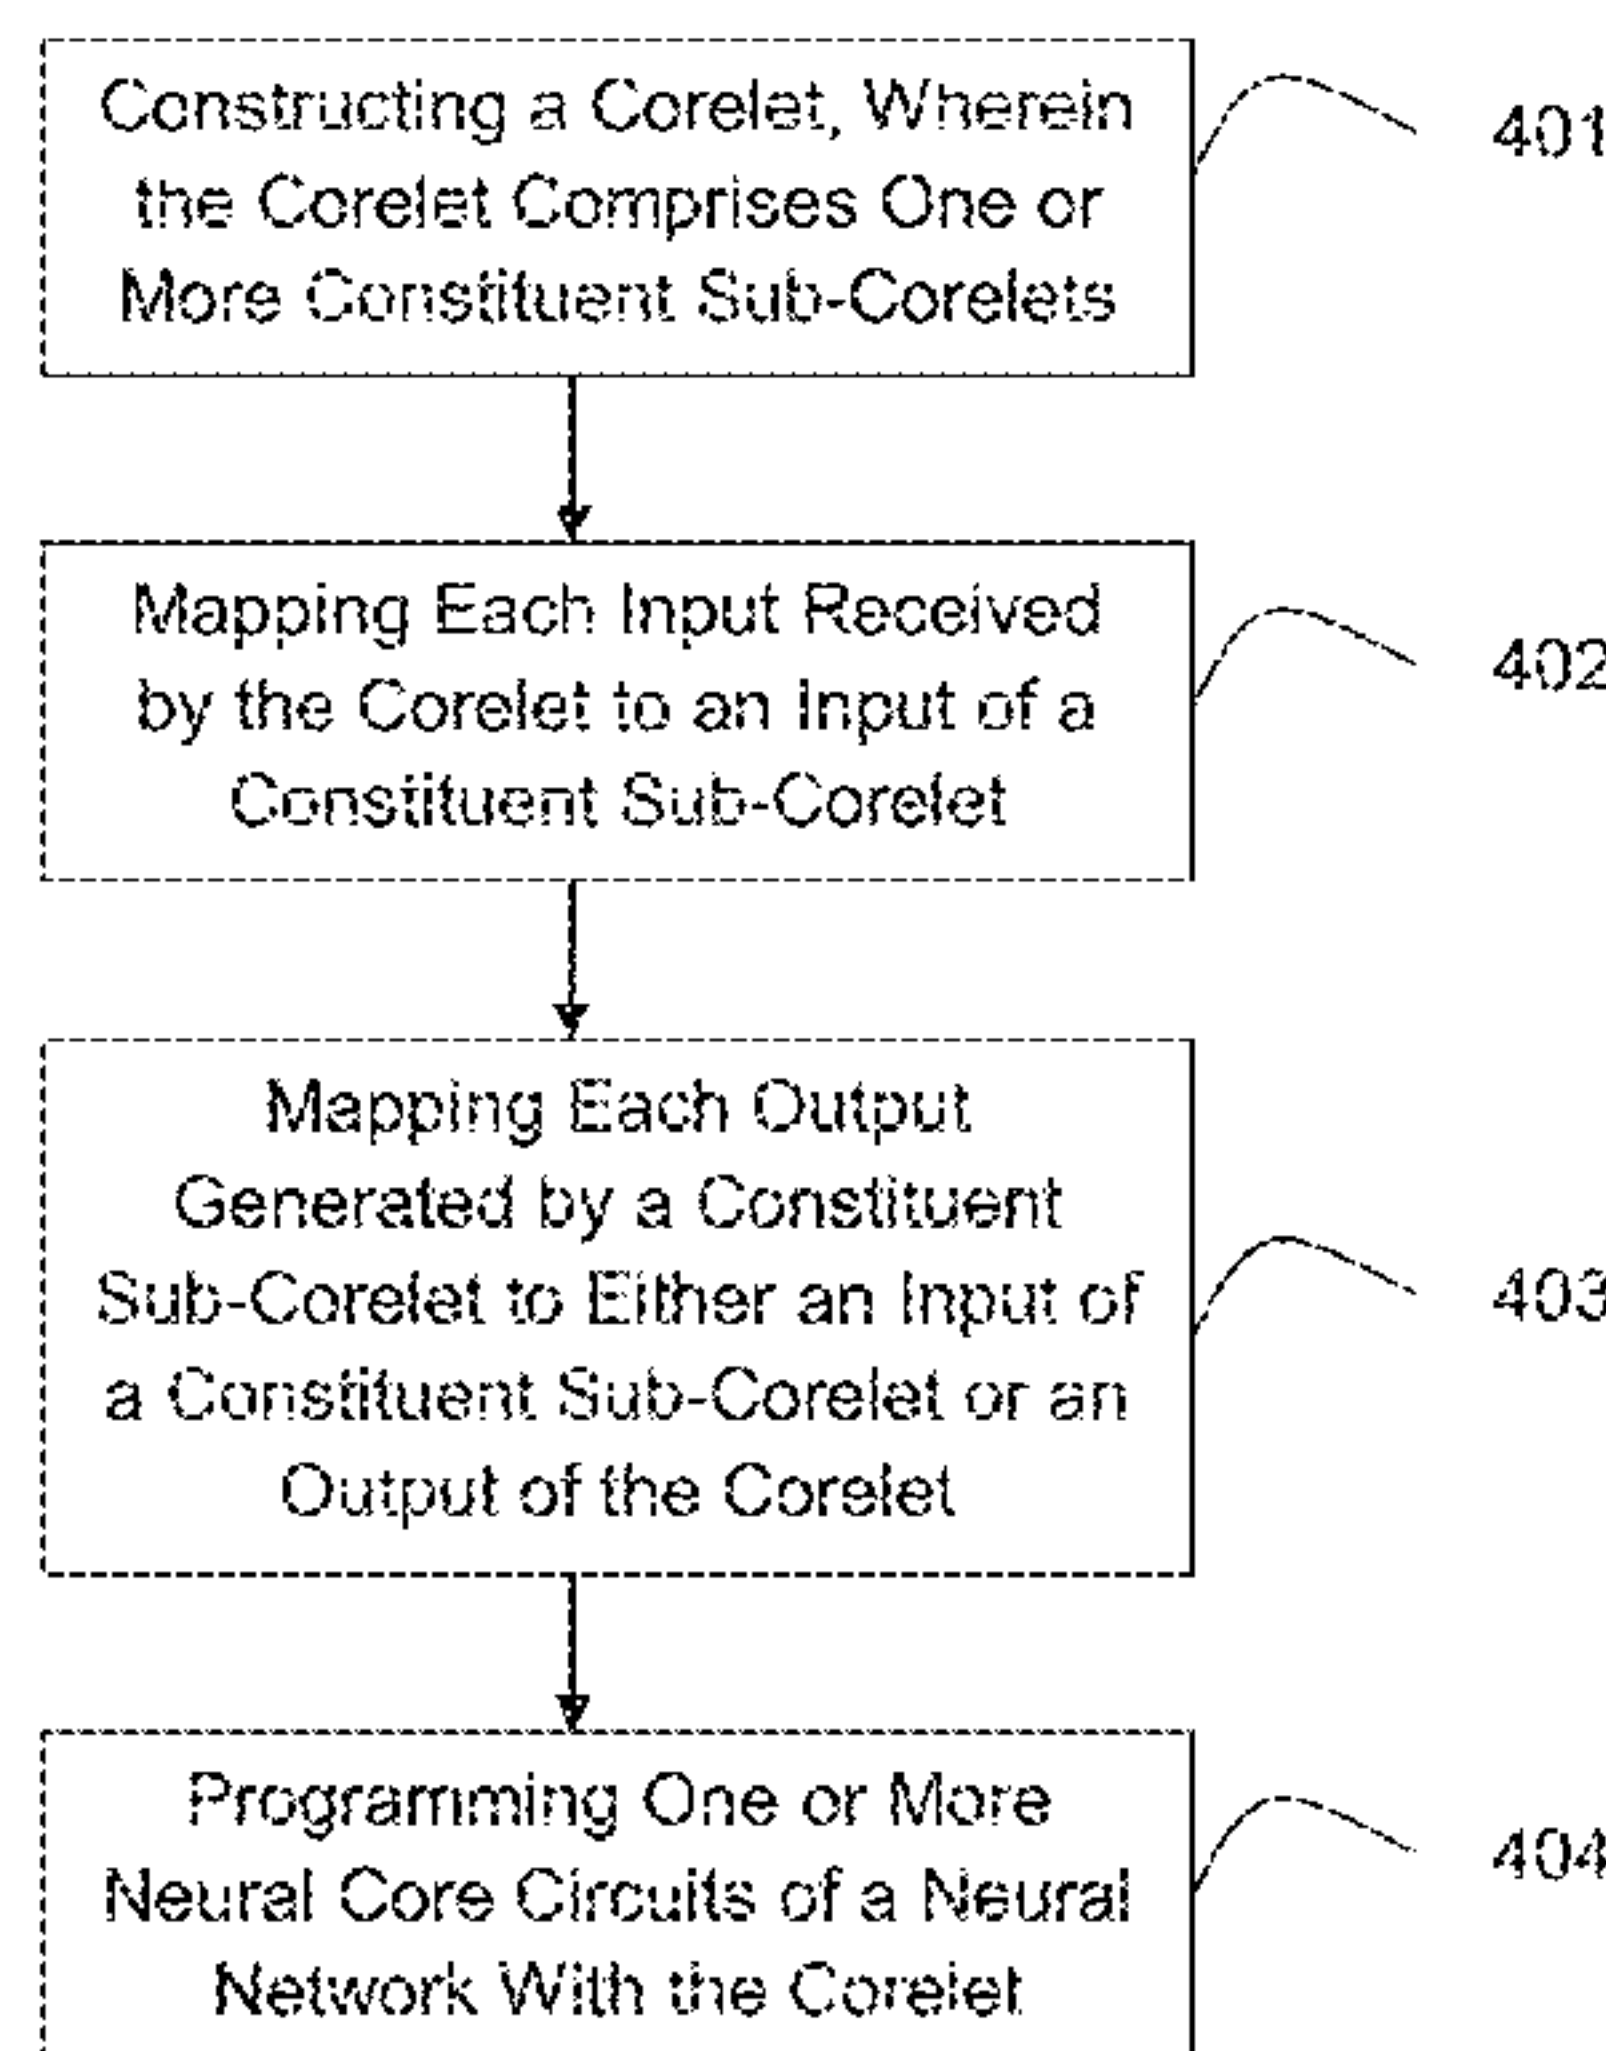 Constructing a Corelet, Wherein
the Corelet Comprises One or
More Constituent Sub-Corelets
401
Mapping Each Input Received
by the Corelet to an Input of a
Constituent Sub-Corelet
402
Mapping Each Output
Generated by a Constituent
Sub-Corelet to Either an Input of
a Constituent Sub-Corelet or an
Output of the Corelet
403
Programming One or More
Neural Core Circuits of a Neural
Network With the Corelet
404